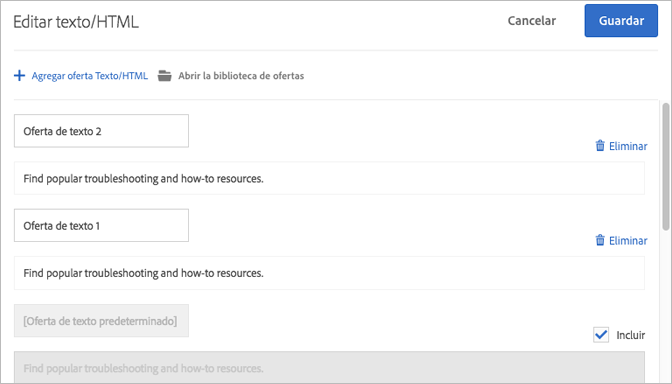 Editar texto/HTML
Cancelar
Guardar
Agregar oferta Texto/HTML
Abrir la biblioteca de ofertas
Oferta de texto 2
Eliminar
Find popular troubleshooting and how-to resources.
Oferta de texto 1
Eliminar
Find popular troubleshooting and how-to resources.
[Oferta de texto predeterminado]
Incluir
Find popular troubleshooting and how-to resources.